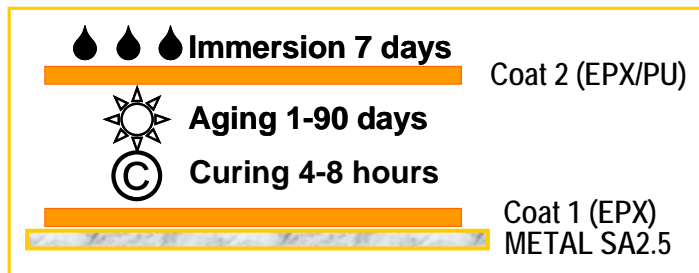 Immersion 7 days
Coat 2 (EPX/PU)
Aging 1-90 days
© Curing 4-8 hours
Coat 1 (EPX)
METAL SA2.5